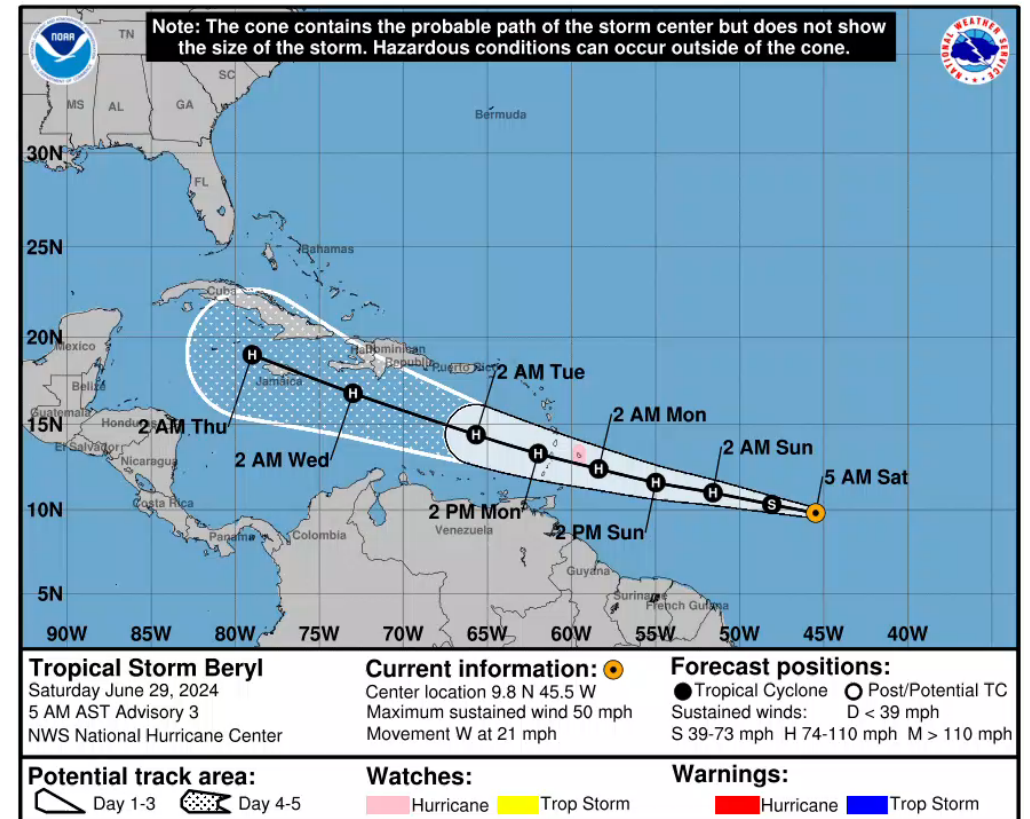 Note: The cone contains the probable path of the storm center but does not show
the size of the storm. Hazardous conditions can occur outside of the cone.
NOAA
NATIONAL WEATHER SERVICE
TN
SC
MS
AL
GA
Bermuda
30N
FL
25N
Bahamas
Cuba
20N
Mexico
Dominican
Republic
Puerto Rico
2 AM Tue
H
Belize
Jamaica
H
Guatemala
15N
Honduras
2 AM Thu
H
H
H
2 AM Mon
El Salvador
Nicaragua
2 AM Wed
H
H
S
2 AM Sun
5 AM Sat
Costa Rica
10N
2 PM Mon
2 PM Sun
Panama
Colombia
Venezuela
Guyana
5N
Suriname
French Guiana
90W 85W 80W 75W 70W 65W 60W 55W 50W 45W 40W
Tropical Storm Beryl
Saturday June 29, 2024
5 AM AST Advisory 3
NWS National Hurricane Center
Current information:
Center location 9.8 N 45.5 W
Maximum sustained wind 50 mph
Movement W at 21 mph
Forecast positions:
Tropical Cyclone Post/Potential TC
Sustained winds: D < 39 mph
S 39-73 mph H 74-110 mph M > 110 mph
Potential track area:
Day 1-3 Day 4-5
Watches:
Hurricane Trop Storm
Warnings:
Hurricane Trop Storm